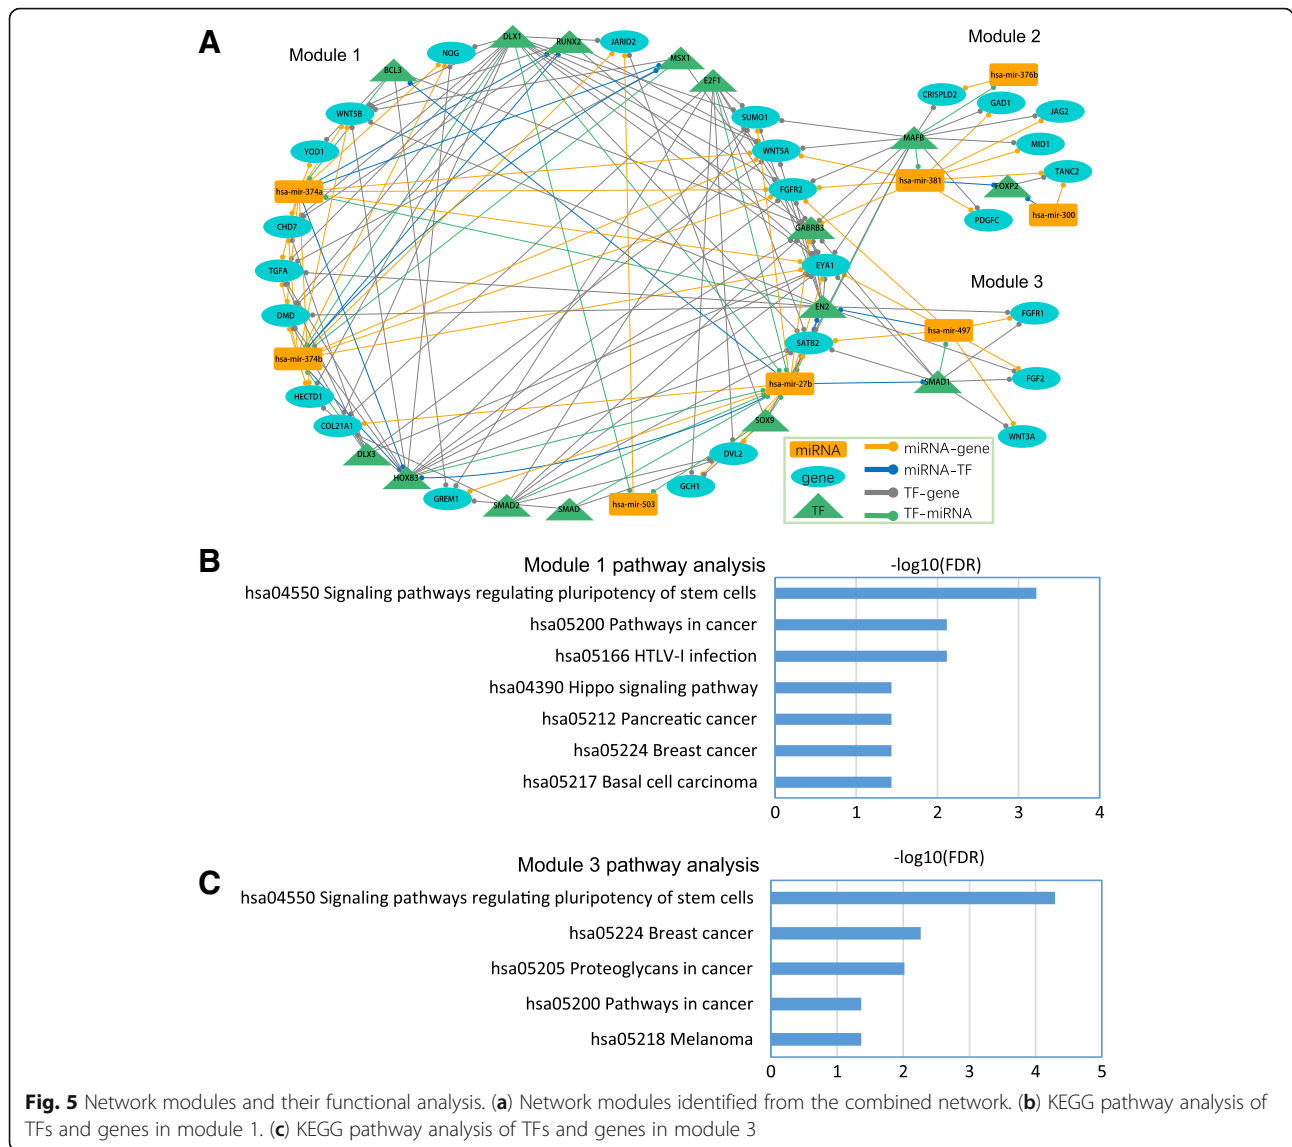 A
Module 1
Module 2
Module 3
DLX1
RUNX2
JARID2
NOG
MSX1
BCL3
E2F1
WNT5B
SUMO1
YOD1
WNT5A
hsa-mir-374a
FGFR2
CHD7
GABRB3
TGFA
EYA1
DMD
EN2
SATB2
hsa-mir-374b
hsa-mir-27b
HECTD1
COL21A1
SOX9
DLX3
DVL2
HOXB3
GCH1
GREM1
SMAD2
SMAD
hsa-mir-503
hsa-mir-376b
CRISPLD2
GAD1
JAG2
MAFB
MID1
hsa-mir-381
TANC2
FOXP2
PDGFC
hsa-mir-300
FGFR1
hsa-mir-497
SMAD1
FGF2
WNT3A
miRNA
gene
TF
miRNA-gene
miRNA-TF
TF-gene
TF-miRNA
B
Module 1 pathway analysis
-log10(FDR)
hsa04550 Signaling pathways regulating pluripotency of stem cells
hsa05200 Pathways in cancer
hsa05166 HTLV-I infection
hsa04390 Hippo signaling pathway
hsa05212 Pancreatic cancer
hsa05224 Breast cancer
hsa05217 Basal cell carcinoma
0 1 2 3 4
C
Module 3 pathway analysis
-log10(FDR)
hsa04550 Signaling pathways regulating pluripotency of stem cells
hsa05224 Breast cancer
hsa05205 Proteoglycans in cancer
hsa05200 Pathways in cancer
hsa05218 Melanoma
0 1 2 3 4 5
Fig. 5 Network modules and their functional analysis. (a) Network modules identified from the combined network. (b) KEGG pathway analysis of
TFs and genes in module 1. (c) KEGG pathway analysis of TFs and genes in module 3